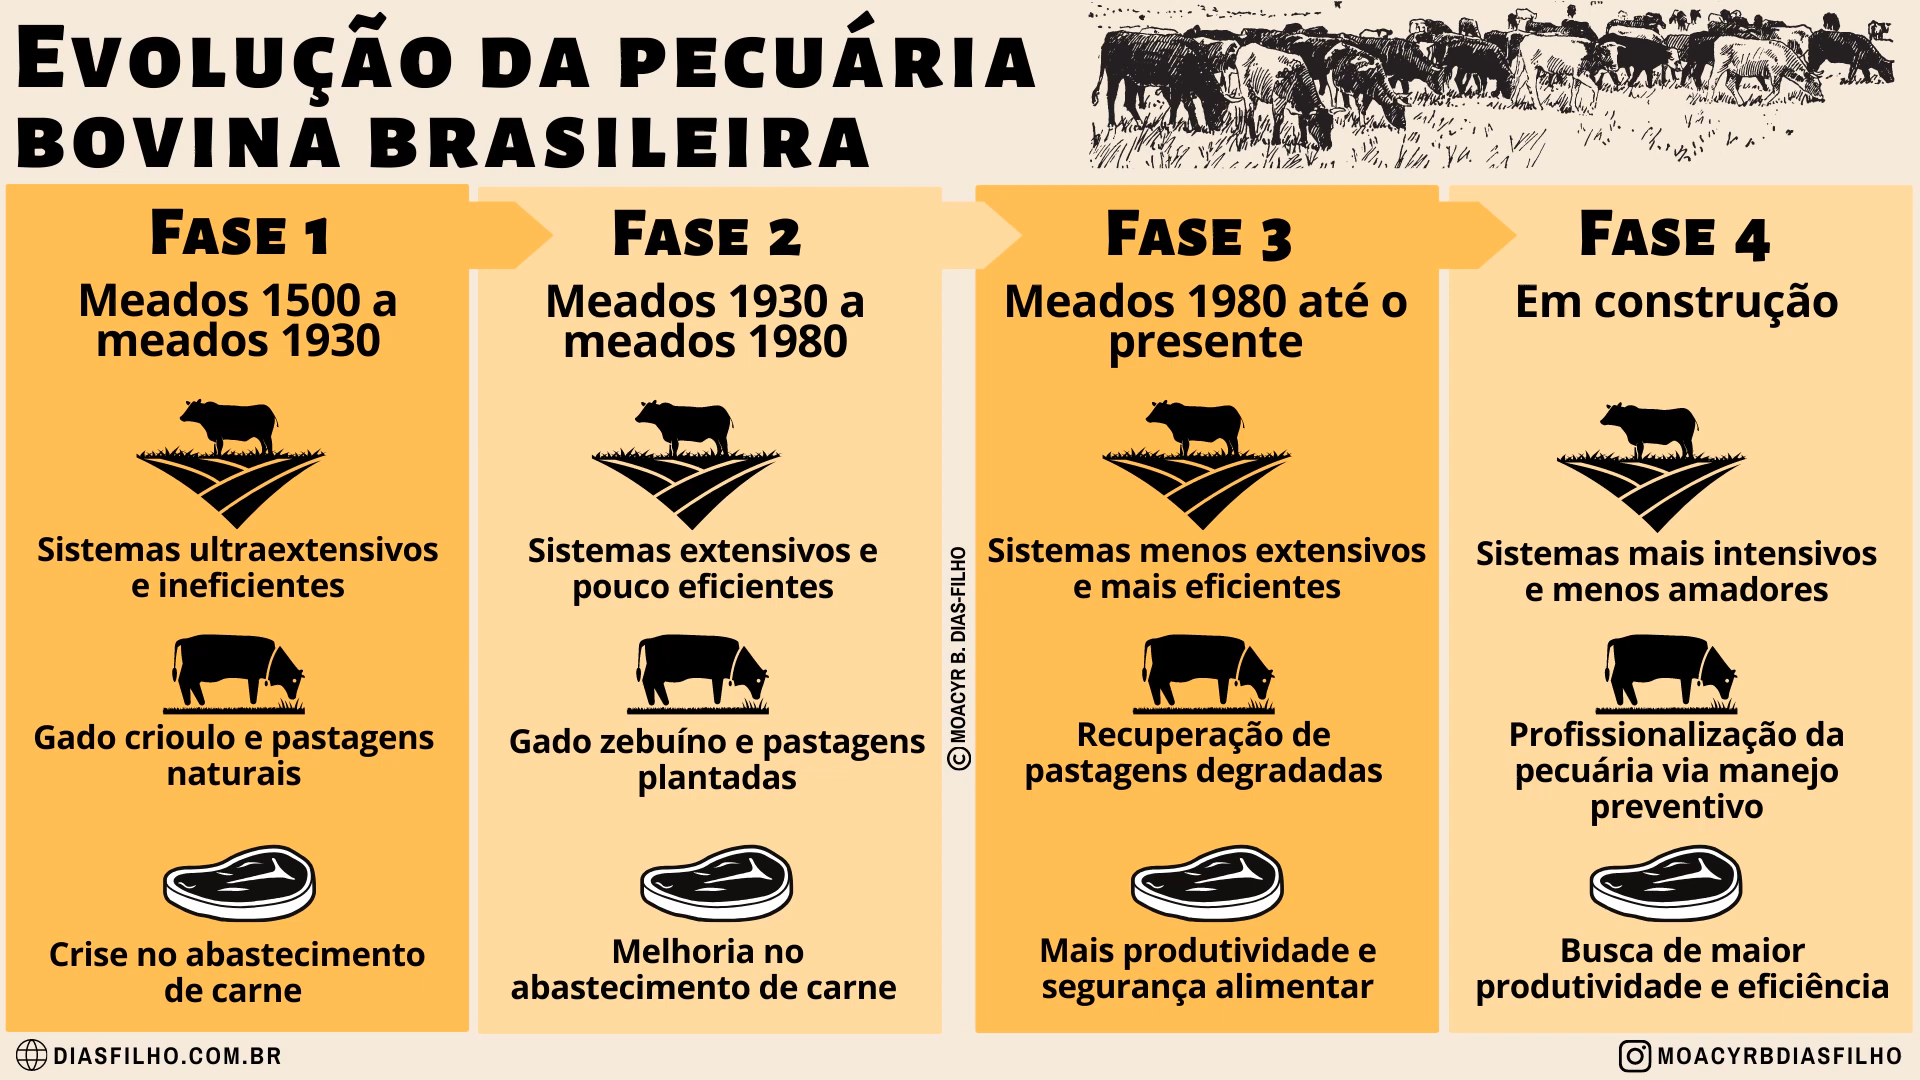 EVOLUÇÃO DA PECUÁRIA
BOVINA BRASILEIRA
FASE 1
Meados 1500 a
meados 1930
Sistemas ultraextensivos
e ineficientes
Gado crioulo e pastagens
naturais
Crise no abastecimento
de carne
FASE 2
Meados 1930 a
meados 1980
Sistemas extensivos e
pouco eficientes
Gado zebuíno e pastagens
plantadas
Melhoria no
abastecimento de carne
© MOACYR B. DIAS-FILHO
FASE 3
Meados 1980 até o
presente
Sistemas menos extensivos
e mais eficientes
Recuperação de
pastagens degradadas
Mais produtividade e
segurança alimentar
FASE 4
Em construção
Sistemas mais intensivos
e menos amadores
Profissionalização da
pecuária via manejo
preventivo
Busca de maior
produtividade e eficiência
DIASFILHO.COM.BR
MOACYRBDIASFILHO